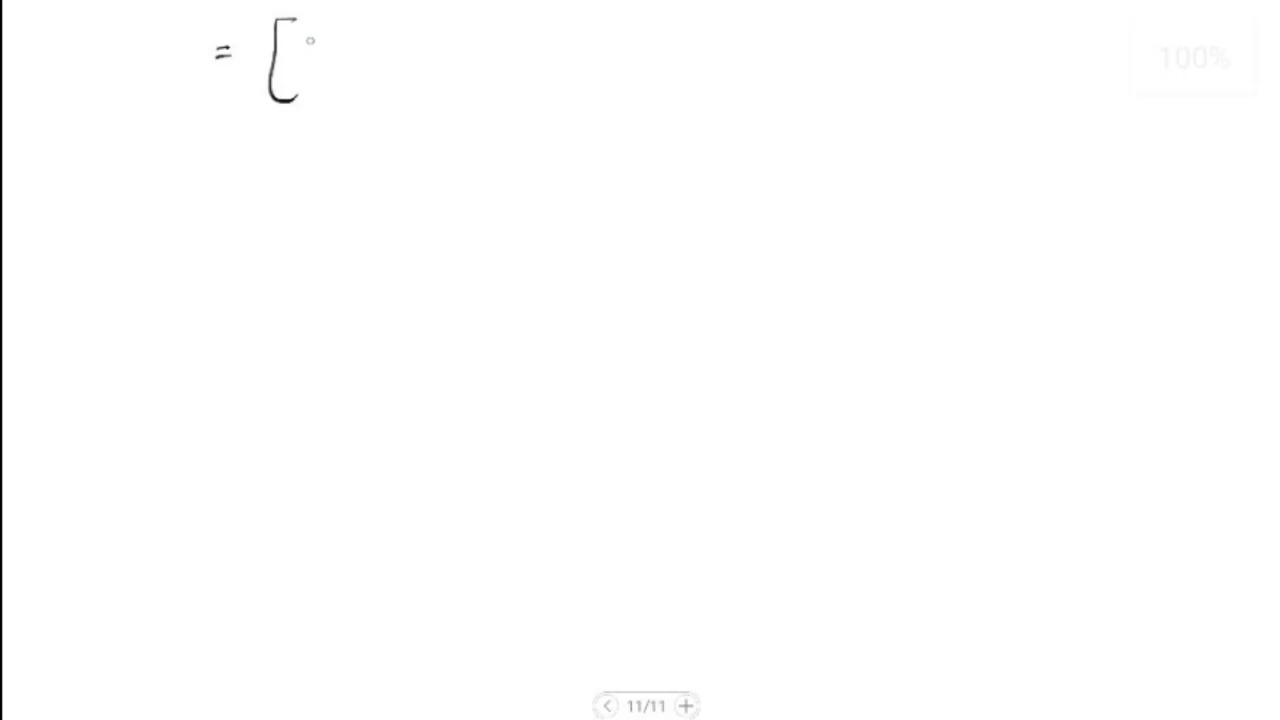 = [
100%
11/11